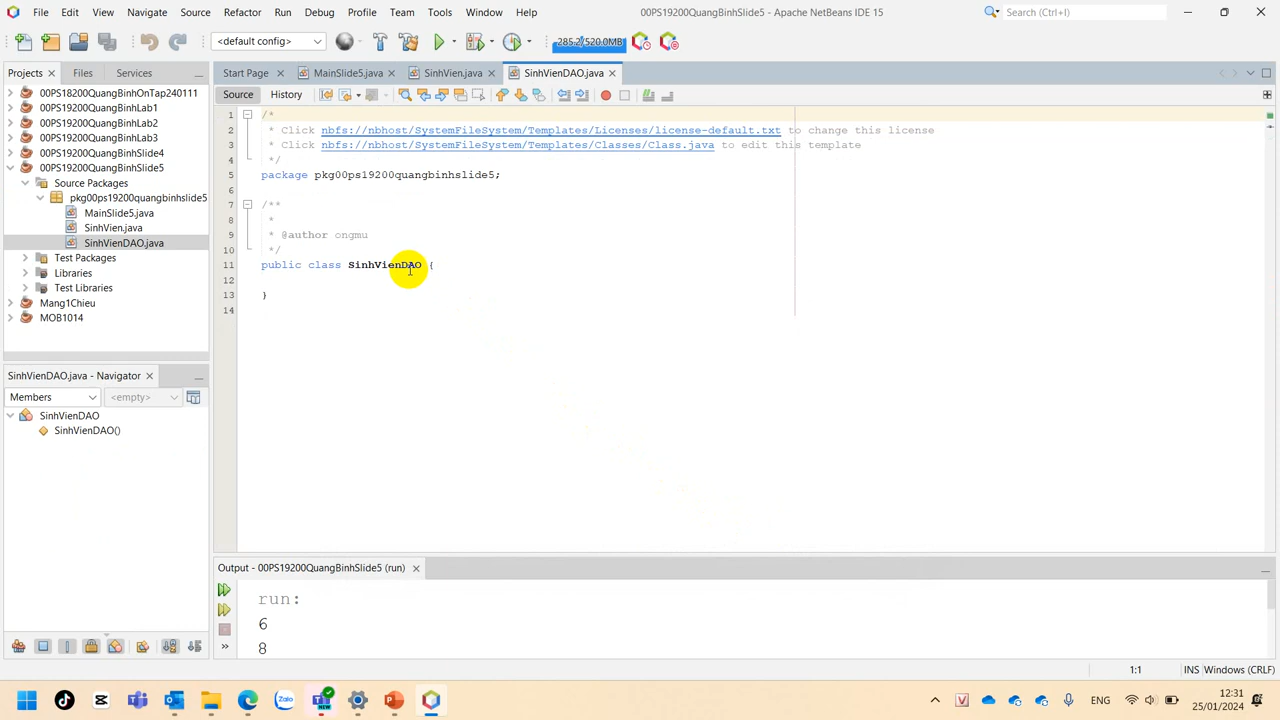 File Edit View Navigate Source Refactor Run Debug Profile Team Tools Window Help
00PS19200QuangBinhSlide5 - Apache NetBeans IDE 15
Search (Ctrl+I)
<default config>
285.2/520.0MB
Projects Files Services
Start Page MainSlide5.java SinhVien.java SinhVienDAO.java
Source History
00PS18200QuangBinhOnTap240111
00PS19200QuangBinhLab1
00PS19200QuangBinhLab2
00PS19200QuangBinhLab3
00PS19200QuangBinhSlide4
00PS19200QuangBinhSlide5
Source Packages
pkg00ps19200quangbinhslide5
MainSlide5.java
SinhVien.java
SinhVienDAO.java
Test Packages
Libraries
Test Libraries
Mang1Chieu
MOB1014
1 /*
2 * Click nbfs://nbhost/SystemFileSystem/Templates/Licenses/license-default.txt to change this license
3 * Click nbfs://nbhost/SystemFileSystem/Templates/Classes/Class.java to edit this template
4 */
5 package pkg00ps19200quangbinhslide5;
6
7 /**
8 *
9 * @author ongmu
10 */
11 public class SinhVienDAO {
12
13 }
14
SinhVienDAO.java - Navigator
Members <empty>
SinhVienDAO
SinhVienDAO()
Output - 00PS19200QuangBinhSlide5 (run)
run:
6
8
1:1 INS Windows (CRLF)
Zalo
NEW
ENG
12:31
25/01/2024